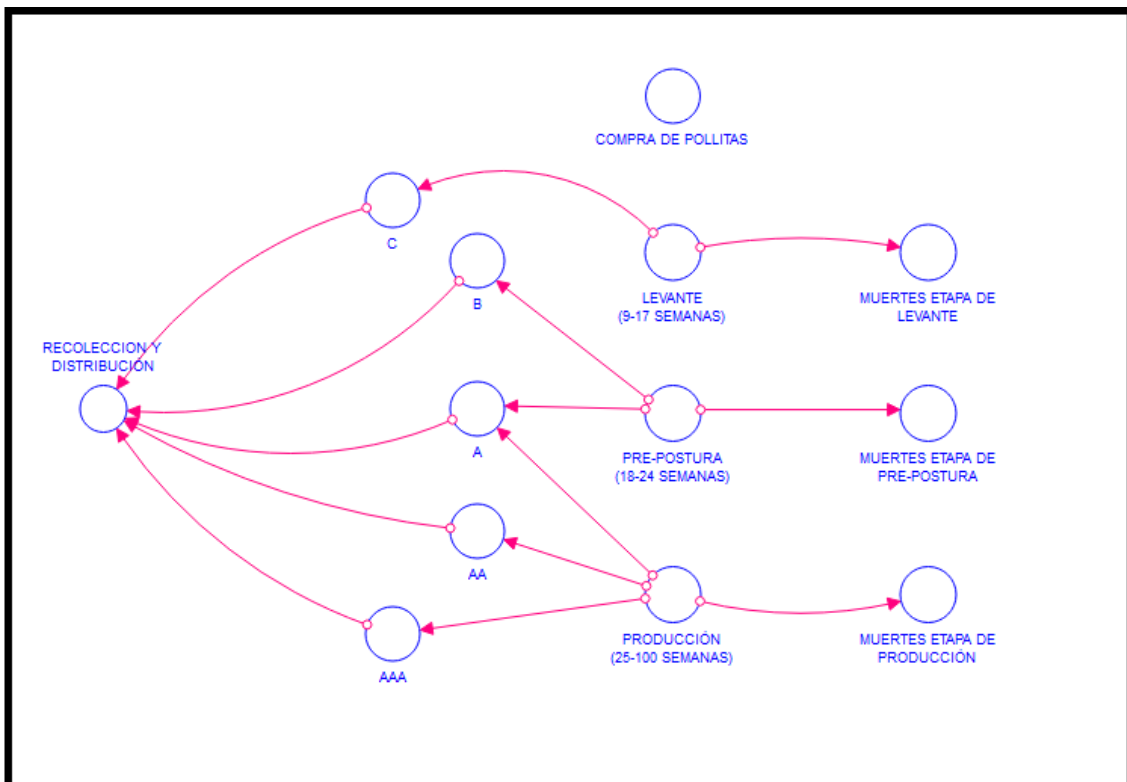 COMPRA DE POLLITAS
C
LEVANTE
(9-17 SEMANAS)
MUERTES ETAPA DE
LEVANTE
B
RECOLECCION Y
DISTRIBUCIÓN
A
PRE-POSTURA
(18-24 SEMANAS)
MUERTES ETAPA DE
PRE-POSTURA
AA
PRODUCCIÓN
(25-100 SEMANAS)
MUERTES ETAPA DE
PRODUCCIÓN
AAA